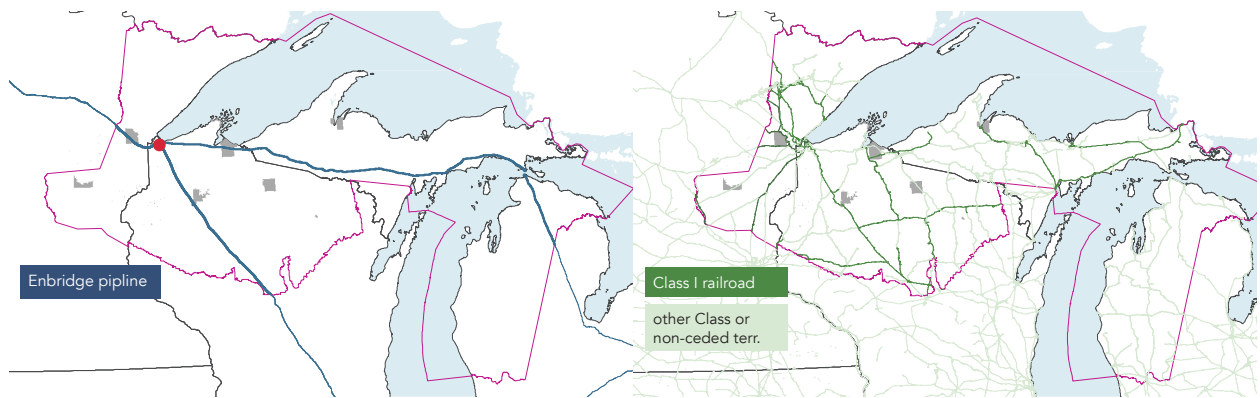 Enbridge pipline
Class I railroad
other Class or
non-ceded terr.